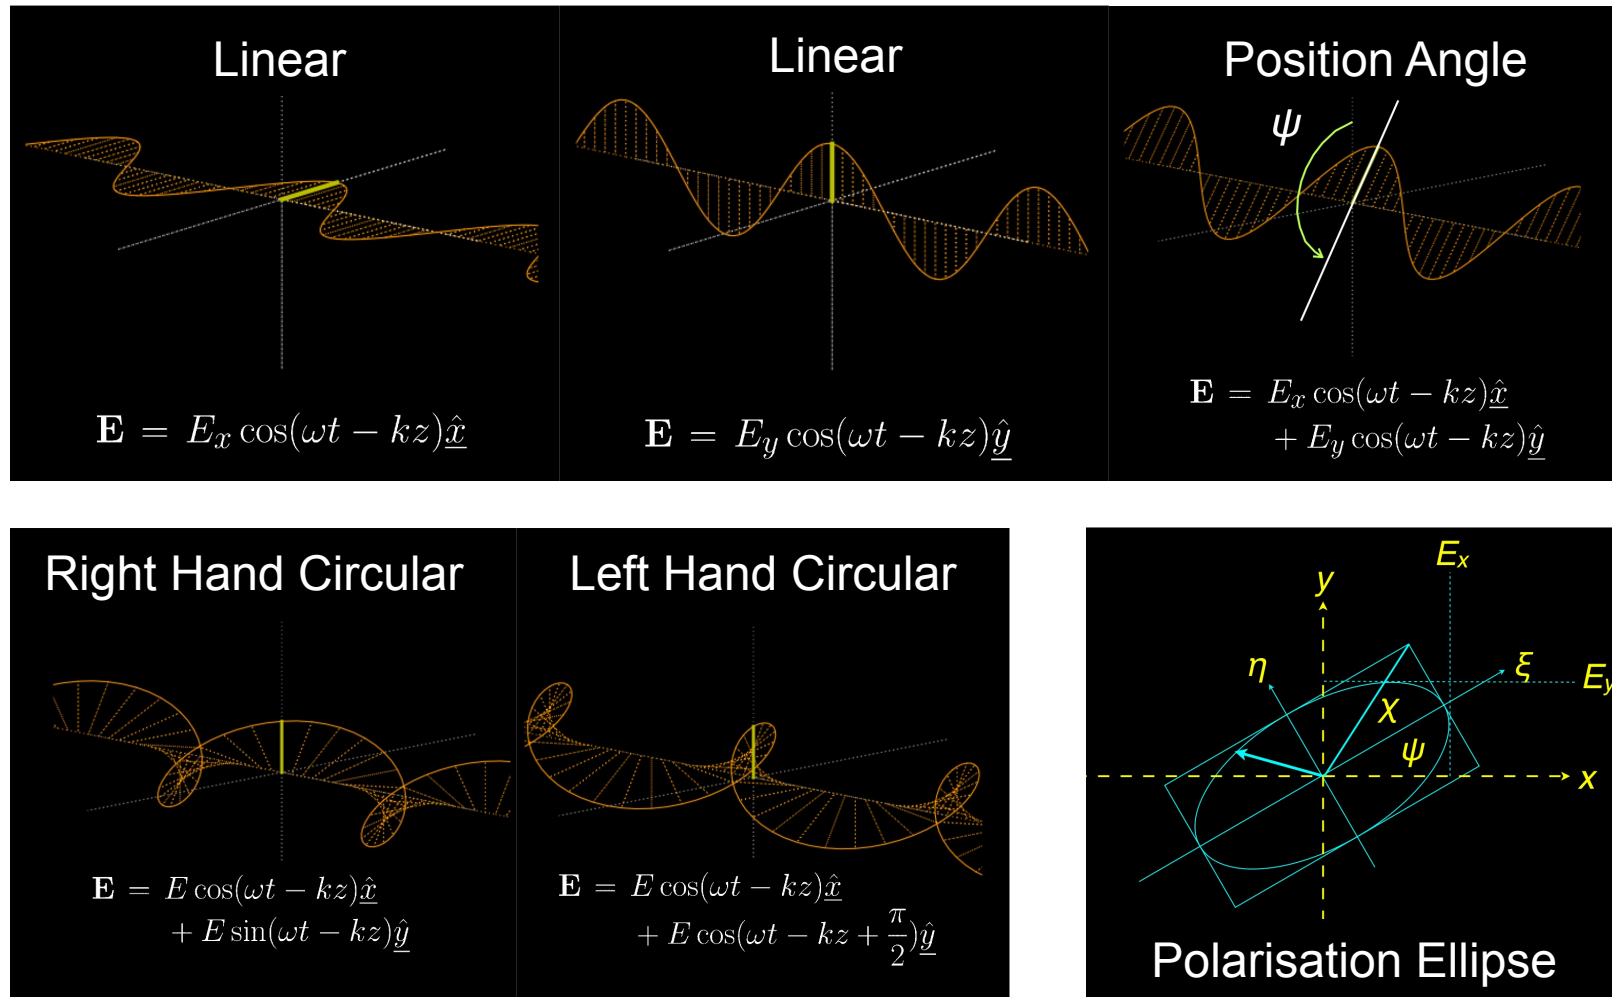 Linear
𝐄 = E_x cos(ωt − kz)x̲̂
Linear
𝐄 = E_y cos(ωt − kz)ŷ̲
Position Angle
ψ
𝐄 = E_x cos(ωt − kz)x̲̂
+ E_y cos(ωt − kz)ŷ̲
Right Hand Circular
𝐄 = E cos(ωt − kz)x̲̂
+ E sin(ωt − kz)ŷ̲
Left Hand Circular
𝐄 = E cos(ωt − kz)x̲̂
+ E cos(ωt − kz + π/2)ŷ̲
E_x
y
η
ξ
E_y
χ
ψ
x
Polarisation Ellipse